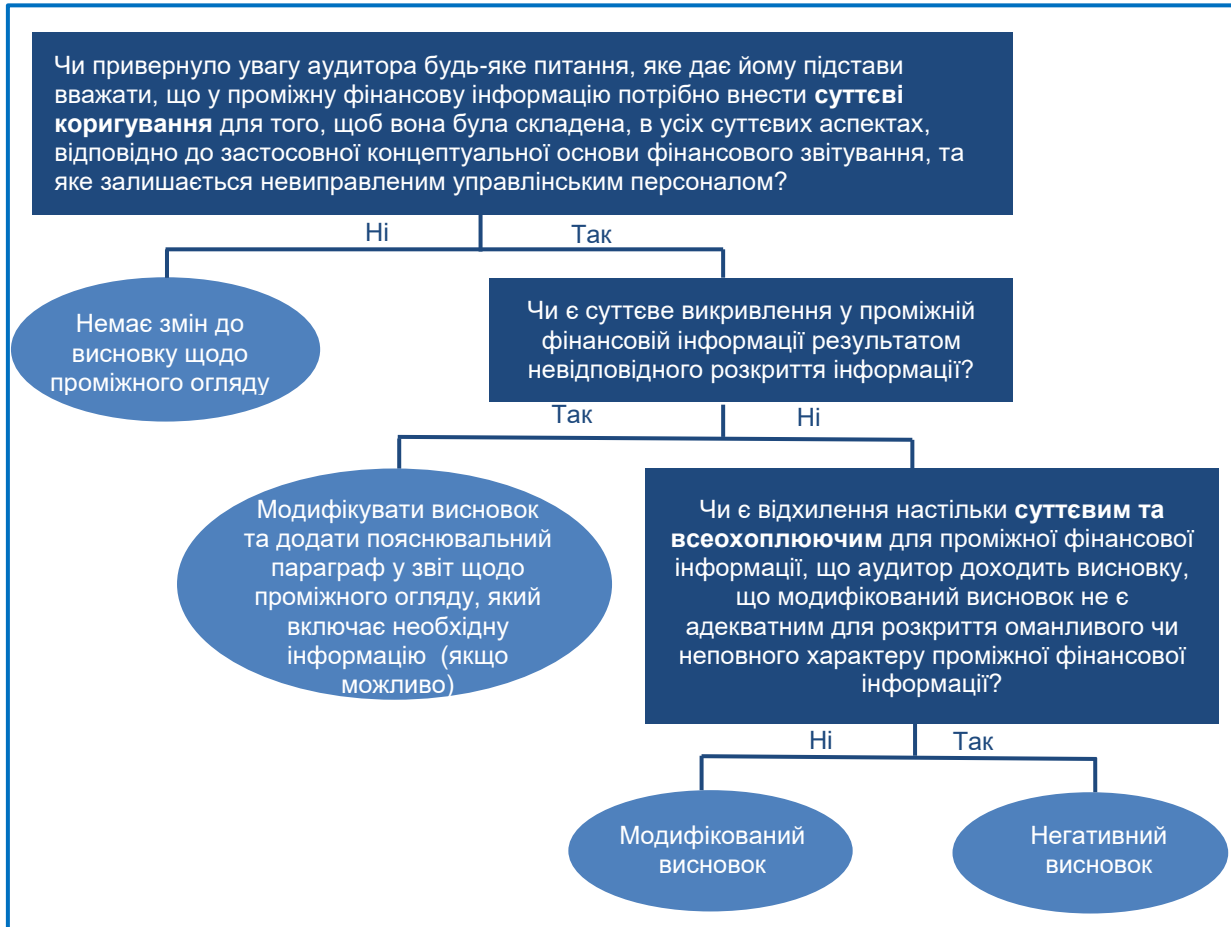 Чи привернуло увагу аудитора будь-яке питання, яке дає йому підстави
вважати, що у проміжну фінансову інформацію потрібно внести суттєві
коригування для того, щоб вона була складена, в усіх суттєвих аспектах,
відповідно до застосовної концептуальної основи фінансового звітування, та
яке залишається невиправленим управлінським персоналом?
Ні
Так
Немає змін до
висновку щодо
проміжного огляду
Чи є суттєве викривлення у проміжній
фінансовій інформації результатом
невідповідного розкриття інформації?
Так
Ні
Модифікувати висновок
та додати пояснювальний
параграф у звіт щодо
проміжного огляду, який
включає необхідну
інформацію (якщо
можливо)
Чи є відхилення настільки суттєвим та
всеохоплюючим для проміжної фінансової
інформації, що аудитор доходить висновку,
що модифікований висновок не є
адекватним для розкриття оманливого чи
неповного характеру проміжної фінансової
інформації?
Ні
Так
Модифікований
висновок
Негативний
висновок